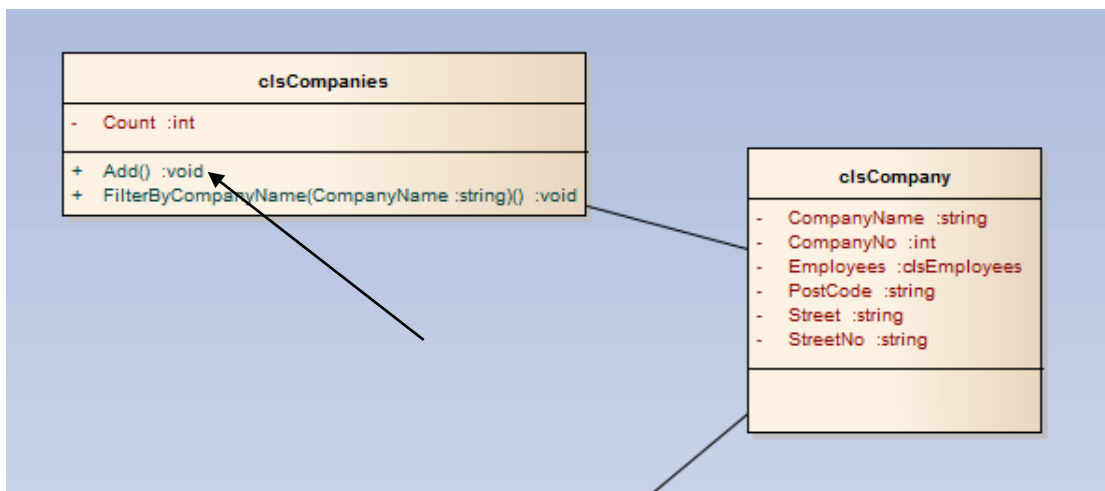 clsCompanies
- Count :int
+ Add() :void
+ FilterByCompanyName(CompanyName :string)() :void
clsCompany
- CompanyName :string
- CompanyNo :int
- Employees :clsEmployees
- PostCode :string
- Street :string
- StreetNo :string